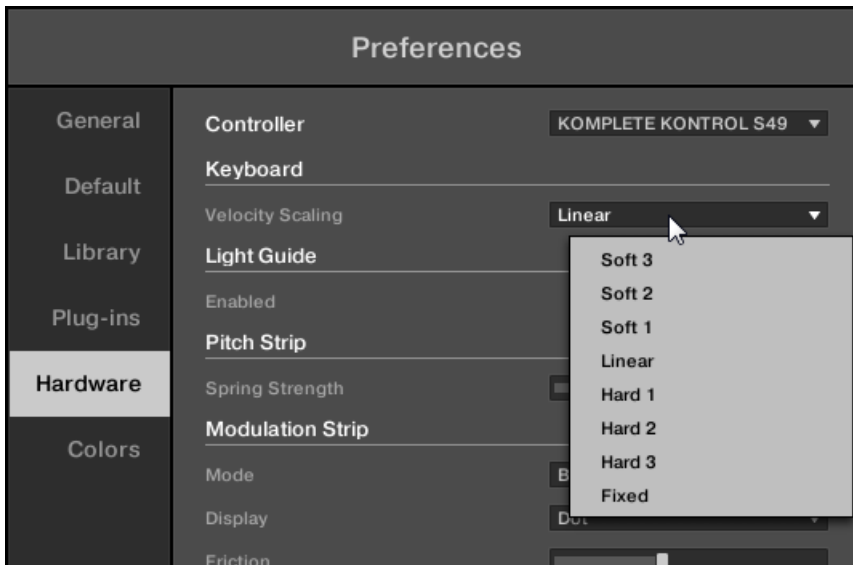 Preferences
General
Default
Library
Plug-ins
Hardware
Colors
Controller KOMPLETE KONTROL S49
Keyboard
Velocity Scaling Linear
Light Guide
Enabled
Pitch Strip
Spring Strength
Modulation Strip
Mode B
Display Dot
Friction
Soft 3
Soft 2
Soft 1
Linear
Hard 1
Hard 2
Hard 3
Fixed